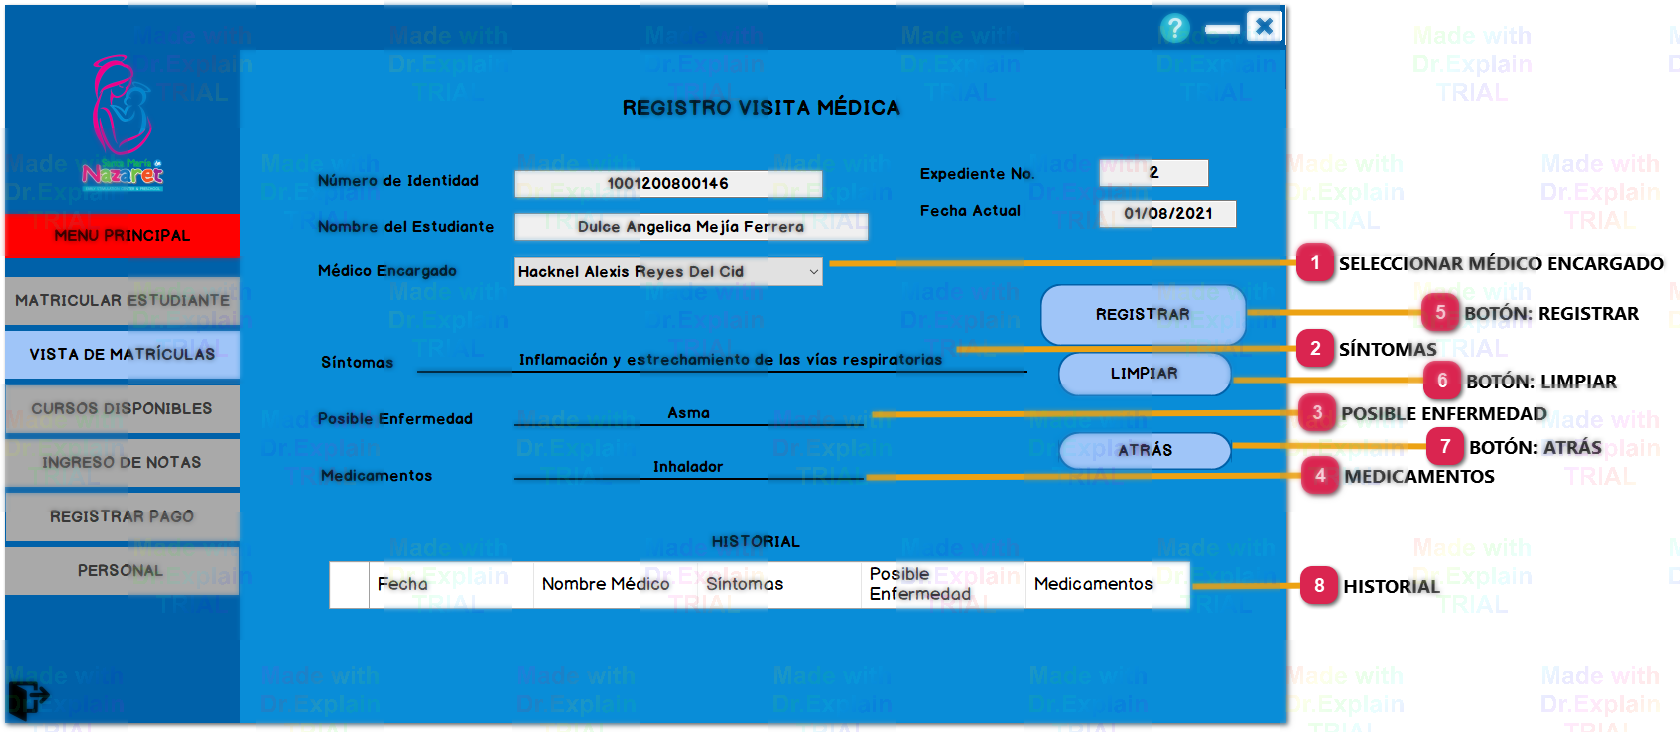 ?
REGISTRO VISITA MÉDICA
Santa María de
Nazaret
Número de Identidad 1001200800146
Expediente No. 2
Nombre del Estudiante Dulce Angelica Mejía Ferrera
Fecha Actual 01/08/2021
Médico Encargado Hacknel Alexis Reyes Del Cid
1 SELECCIONAR MÉDICO ENCARGADO
MENU PRINCIPAL
MATRICULAR ESTUDIANTE
VISTA DE MATRÍCULAS
CURSOS DISPONIBLES
INGRESO DE NOTAS
REGISTRAR PAGO
PERSONAL
REGISTRAR
5 BOTÓN: REGISTRAR
Síntomas Inflamación y estrechamiento de las vías respiratorias
2 SÍNTOMAS
LIMPIAR
6 BOTÓN: LIMPIAR
Posible Enfermedad Asma
3 POSIBLE ENFERMEDAD
ATRÁS
7 BOTÓN: ATRÁS
Medicamentos Inhalador
4 MEDICAMENTOS
HISTORIAL
Fecha Nombre Médico Síntomas Posible Enfermedad Medicamentos
8 HISTORIAL
Made with
Dr.Explain
TRIAL